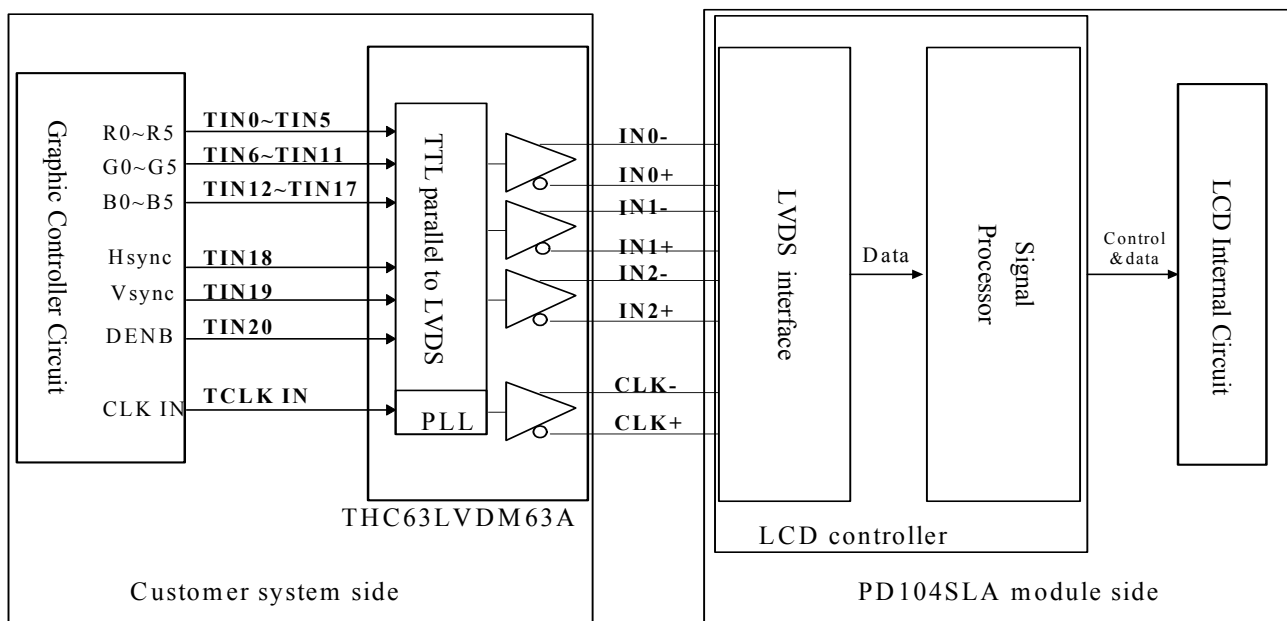 Graphic Controller Circuit
R0~R5
TIN0~TIN5
G0~G5
TIN6~TIN11
B0~B5
TIN12~TIN17
Hsync
TIN18
Vsync
TIN19
DENB
TIN20
CLK IN
TCLK IN
TTL parallel to LVDS
PLL
THC63LVDM63A
Customer system side
IN0-
IN0+
IN1-
IN1+
IN2-
IN2+
CLK-
CLK+
LVDS interface
Data
Signal
Processor
LCD controller
Control
&data
LCD Internal Circuit
PD104SLA module side